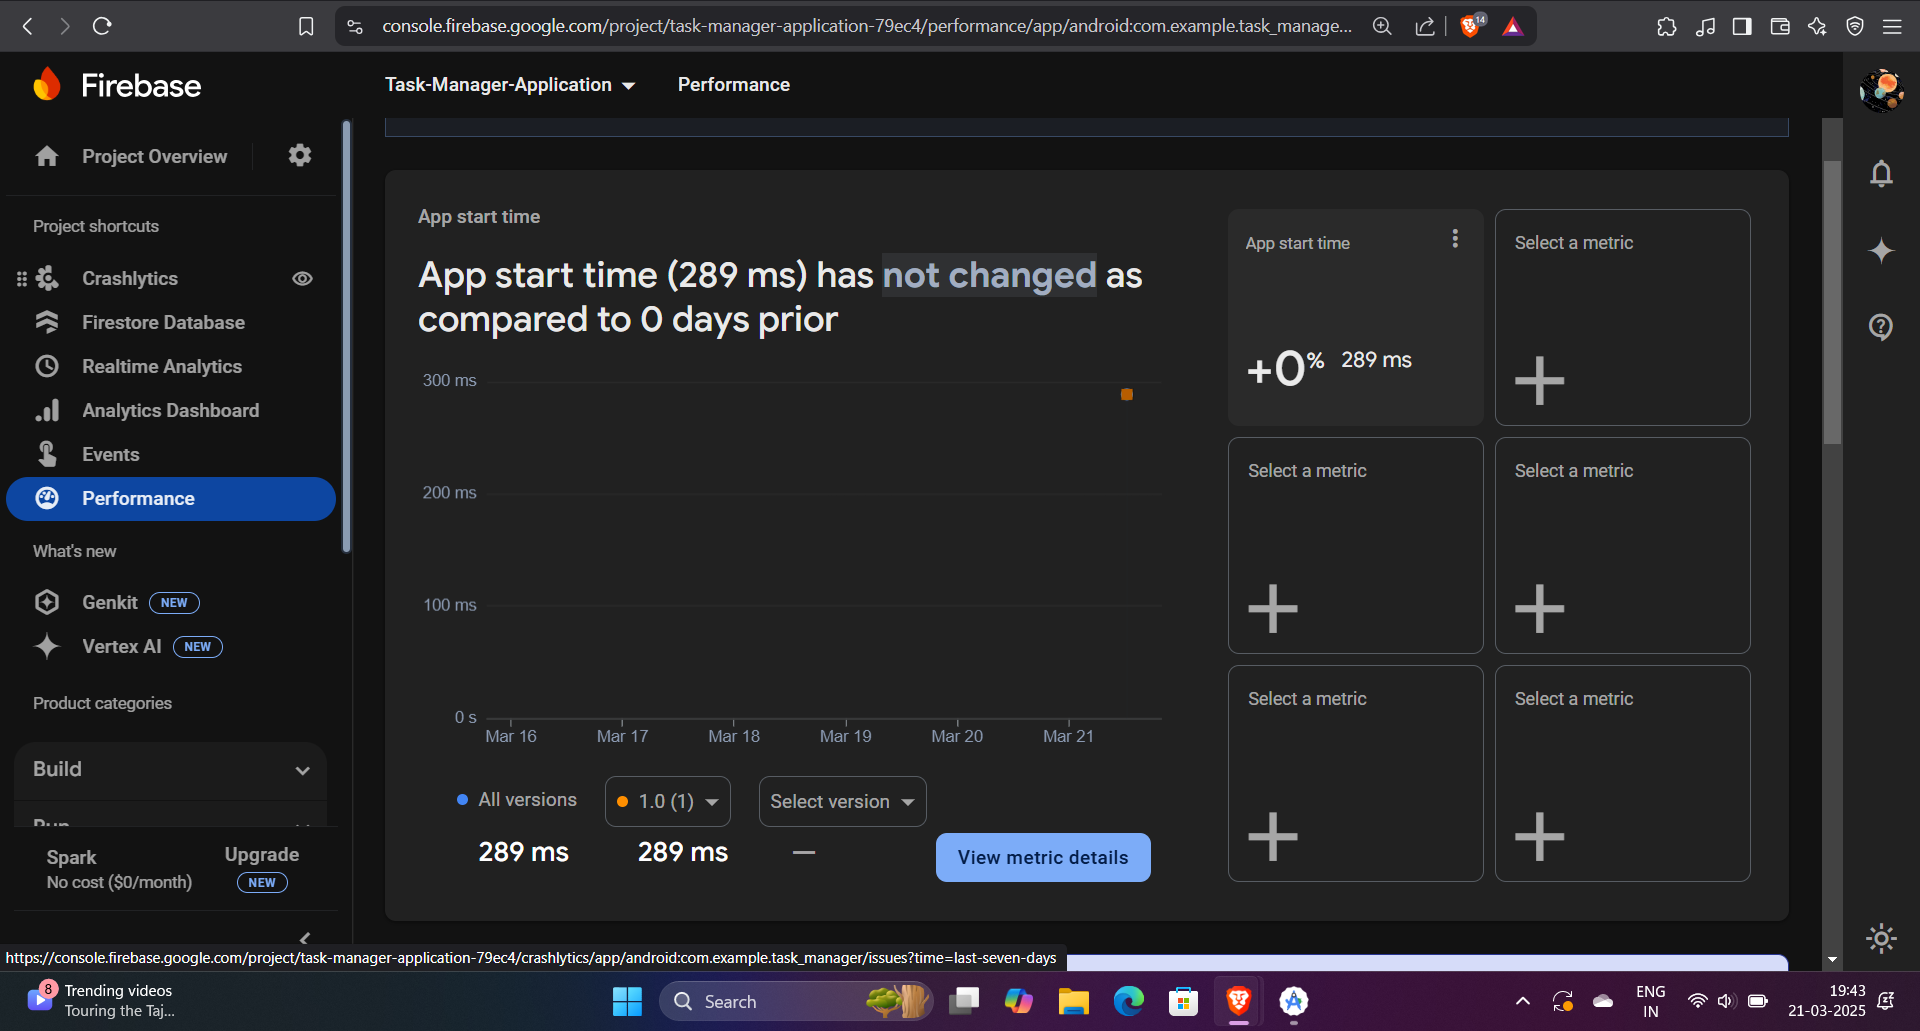 console.firebase.google.com/project/task-manager-application-79ec4/performance/app/android:com.example.task_manage...
14
Firebase
Task-Manager-Application
Performance
Project Overview
Project shortcuts
Crashlytics
Firestore Database
Realtime Analytics
Analytics Dashboard
Events
Performance
What's new
Genkit NEW
Vertex AI NEW
Product categories
Build
Run
Spark
No cost ($0/month)
Upgrade
NEW
App start time
App start time (289 ms) has not changed as
compared to 0 days prior
300 ms
200 ms
100 ms
0 s
Mar 16 Mar 17 Mar 18 Mar 19 Mar 20 Mar 21
All versions 1.0 (1) Select version
289 ms 289 ms —
View metric details
App start time
+0% 289 ms
Select a metric
Select a metric
Select a metric
Select a metric
Select a metric
https://console.firebase.google.com/project/task-manager-application-79ec4/crashlytics/app/android:com.example.task_manager/issues?time=last-seven-days
8
Trending videos
Touring the Taj...
Search
ENG
IN
19:43
21-03-2025